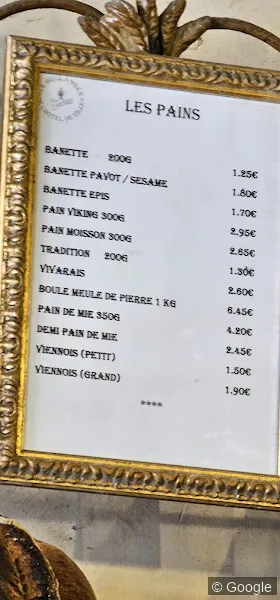 LES PAINS
BANETTE 200G 1.25€
BANETTE PAVOT / SESAME 1.80€
BANETTE EPIS 1.70€
PAIN VIKING 300G 2.95€
PAIN MOISSON 300G 2.65€
TRADITION 200G 1.30€
VIVARAIS 2.60€
BOULE MEULE DE PIERRE 1 KG 6.45€
PAIN DE MIE 350G 4.20€
DEMI PAIN DE MIE 2.45€
VIENNOIS (PETIT) 1.50€
VIENNOIS (GRAND) 1.90€
****
© Google